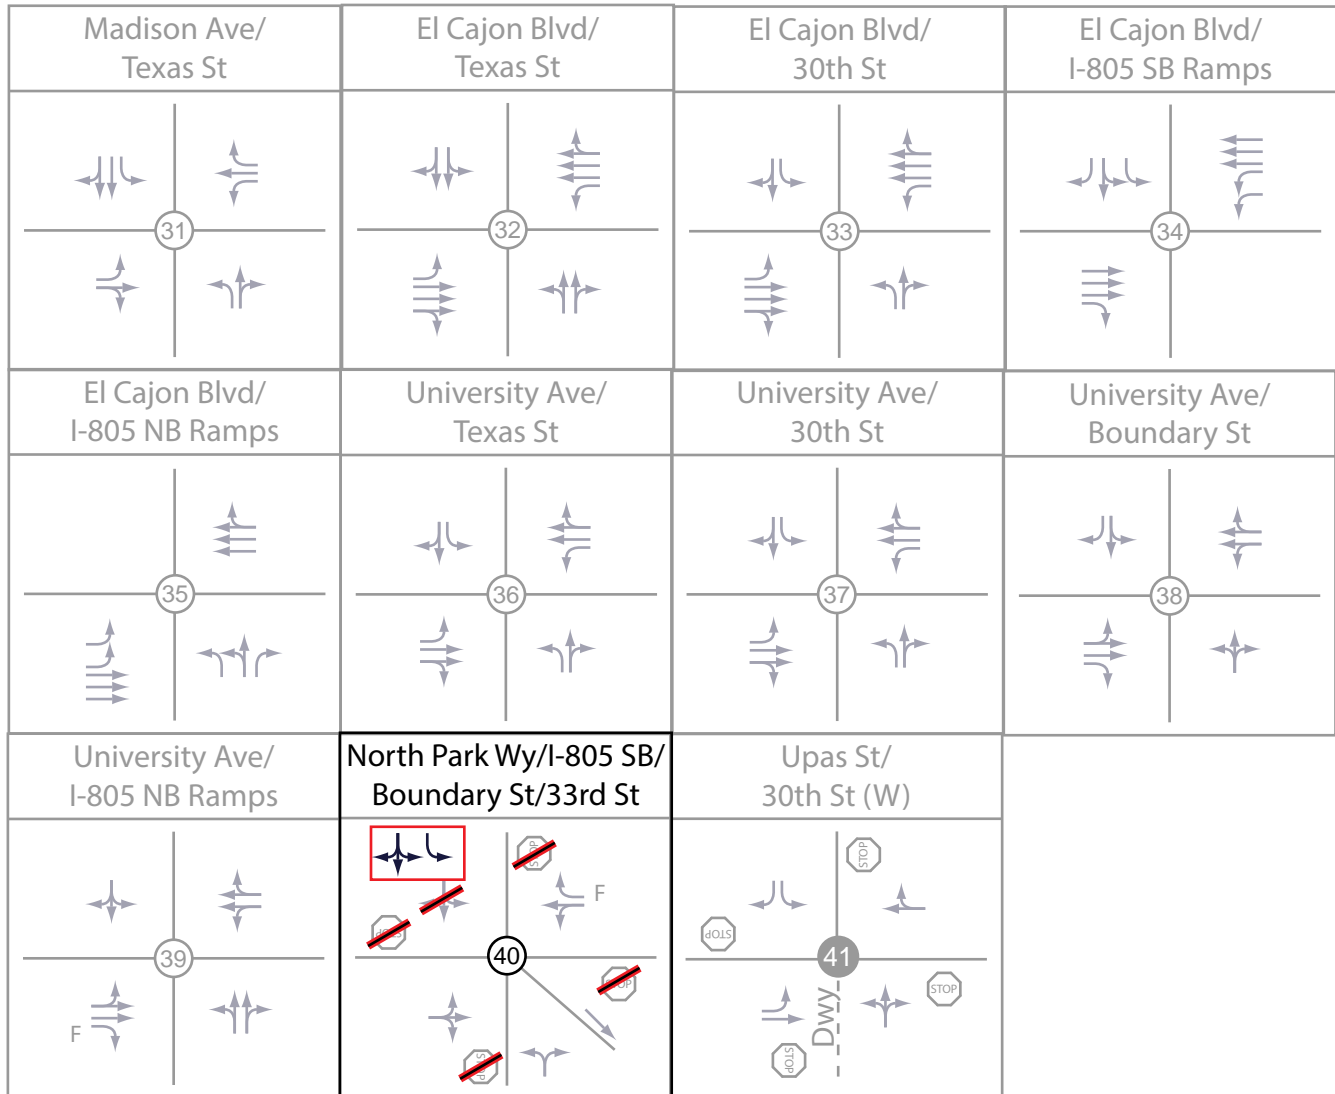 Madison Ave/
Texas St
El Cajon Blvd/
Texas St
El Cajon Blvd/
30th St
El Cajon Blvd/
I-805 SB Ramps
31
32
33
34
El Cajon Blvd/
I-805 NB Ramps
University Ave/
Texas St
University Ave/
30th St
University Ave/
Boundary St
35
36
37
38
University Ave/
I-805 NB Ramps
North Park Wy/I-805 SB/
Boundary St/33rd St
Upas St/
30th St (W)
39
F
STOP
STOP
F
40
STOP
STOP
STOP
STOP
41
STOP
Dwy
STOP